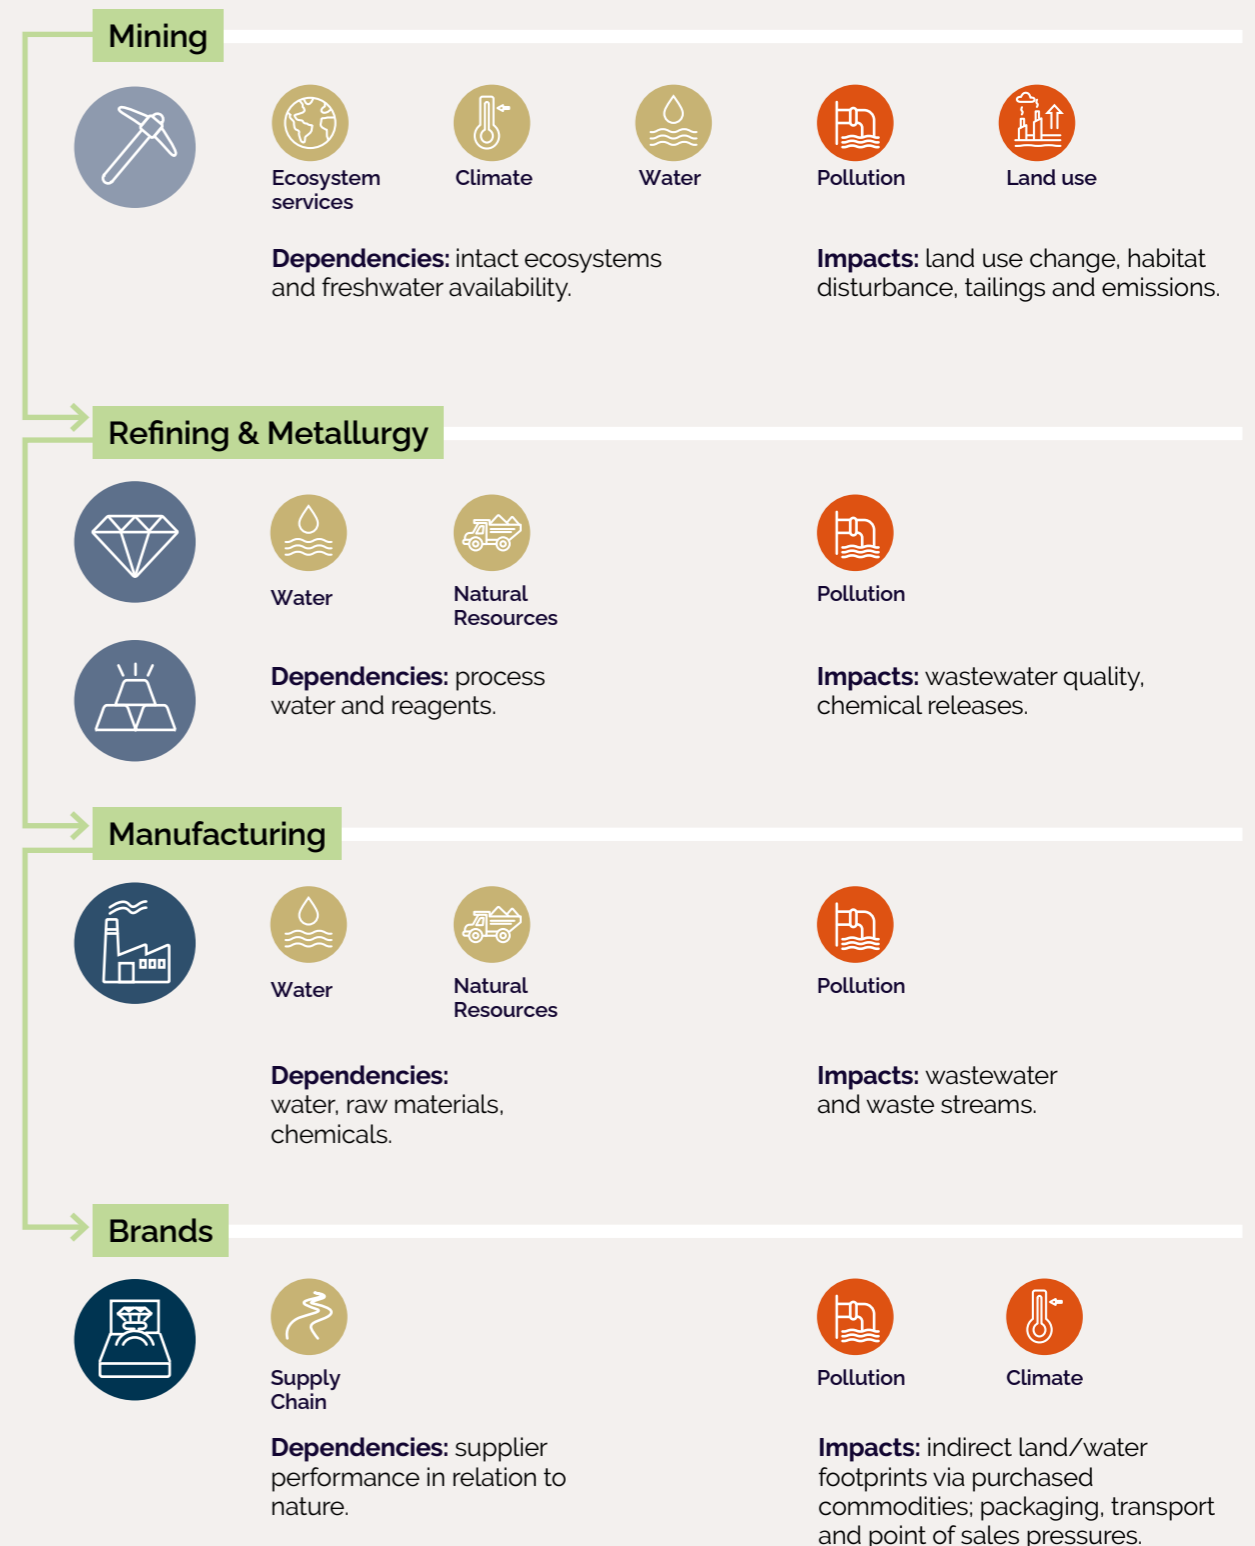 Mining
Ecosystem
services
Climate
Water
Pollution
Land use
Dependencies: intact ecosystems
and freshwater availability.
Impacts: land use change, habitat
disturbance, tailings and emissions.
Refining & Metallurgy
Water
Natural
Resources
Pollution
Dependencies: process
water and reagents.
Impacts: wastewater quality,
chemical releases.
Manufacturing
Water
Natural
Resources
Pollution
Dependencies:
water, raw materials,
chemicals.
Impacts: wastewater
and waste streams.
Brands
Supply
Chain
Pollution
Climate
Dependencies: supplier
performance in relation to
nature.
Impacts: indirect land/water
footprints via purchased
commodities; packaging, transport
and point of sales pressures.